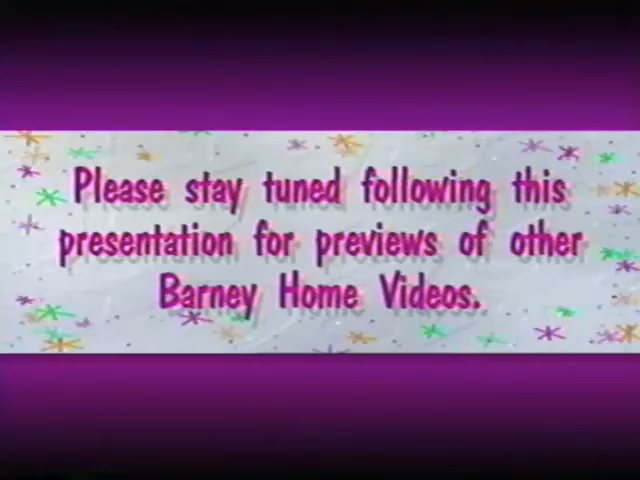 Please stay tuned following this
presentation for previews of other
Barney Home Videos.